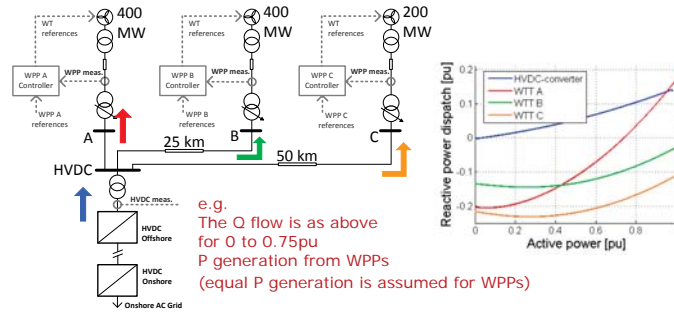 WT
references
400
MW
WPP A
Controller
WPP meas.
WPP A
references
A
WT
references
400
MW
WPP B
Controller
WPP meas.
WPP B
references
B
WT
references
200
MW
WPP C
Controller
WPP meas.
WPP C
references
C
25 km
50 km
HVDC
HVDC meas.
HVDC
Offshore
HVDC
Onshore
Onshore AC Grid
e.g.
The Q flow is as above
for 0 to 0.75pu
P generation from WPPs
(equal P generation is assumed for WPPs)
Reactive power dispatch [pu]
0.2
0.1
0
-0.1
-0.2
HVDC-converter
WTT A
WTT B
WTT C
0 0.2 0.4 0.6 0.8
Active power [pu]